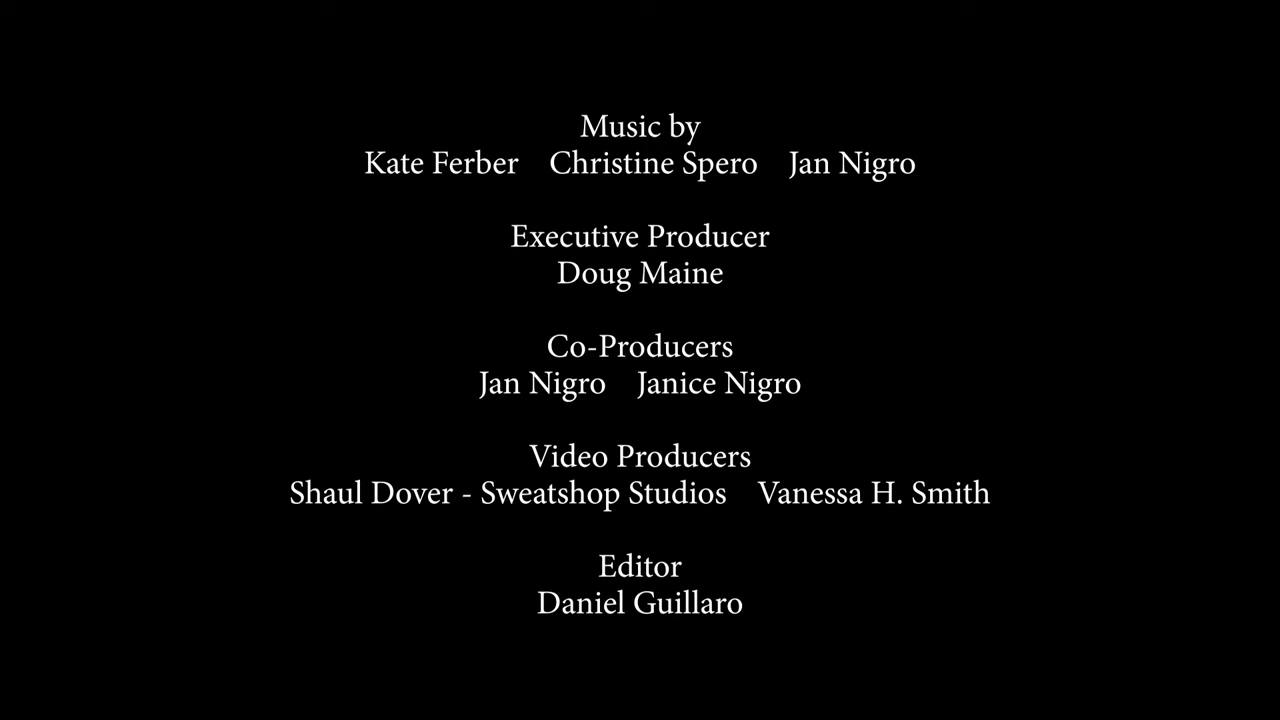 Music by
Kate Ferber Christine Spero Jan Nigro
Executive Producer
Doug Maine
Co-Producers
Jan Nigro Janice Nigro
Video Producers
Shaul Dover - Sweatshop Studios Vanessa H. Smith
Editor
Daniel Guillaro